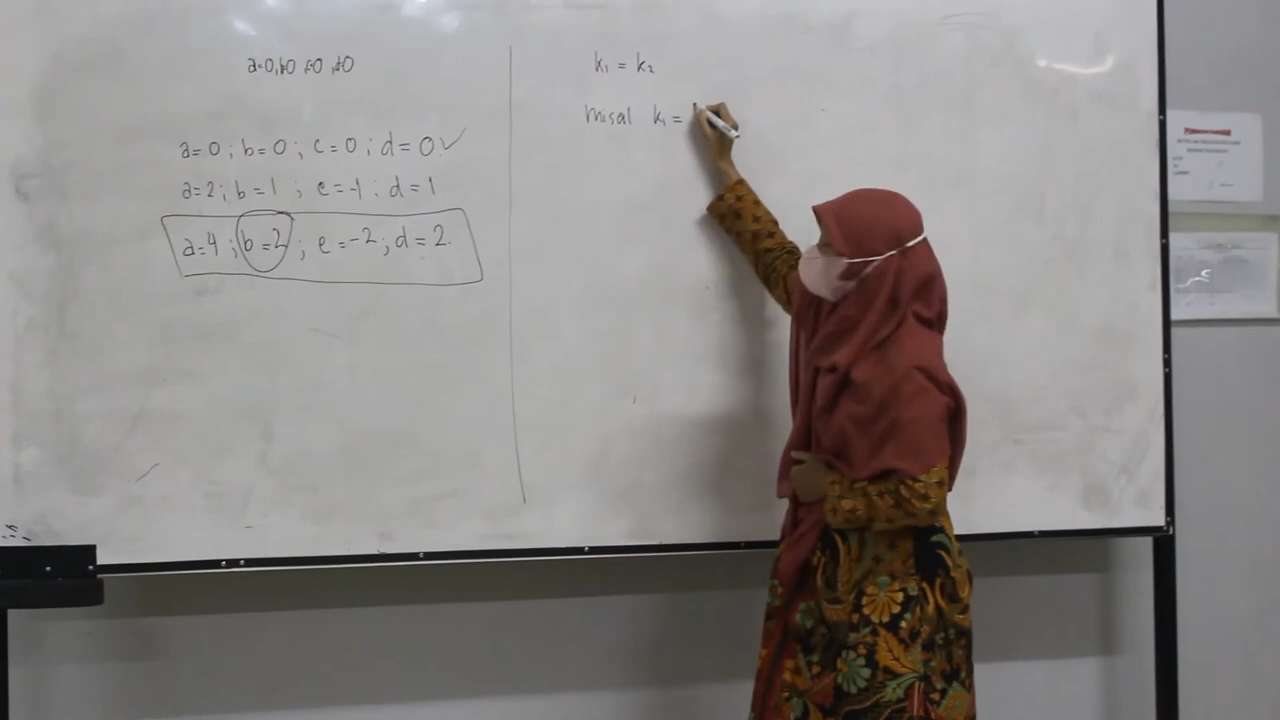 a=0, b=0 c=0, d=0
a=0 ; b=0 ; c=0 ; d=0 ✓
a=2 ; b=1 ; c=-1 ; d=1
a=4 ; b=2 ; c=-2 ; d=2.
k₁ = k₂
Misal k₁ =